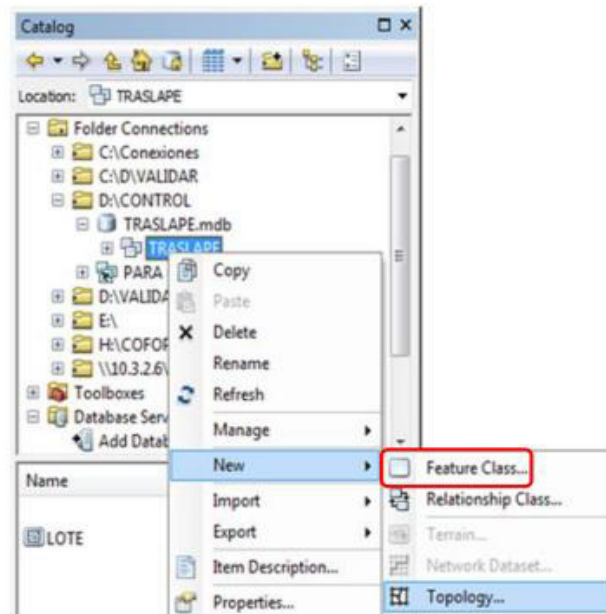 Catalog
Location: TRASLAPE
Folder Connections
C:\Conexiones
C:\D\VALIDAR
D:\CONTROL
TRASLAPE.mdb
TRASLAPE
PARA
D:\VALIDA
E:\
H:\COFOF
\\10.3.2.6\
Toolboxes
Database Serv
Add Datab
Name
LOTE
Copy
Paste
Delete
Rename
Refresh
Manage
New
Import
Export
Item Description...
Properties...
Feature Class...
Relationship Class...
Terrain...
Network Dataset...
Topology...